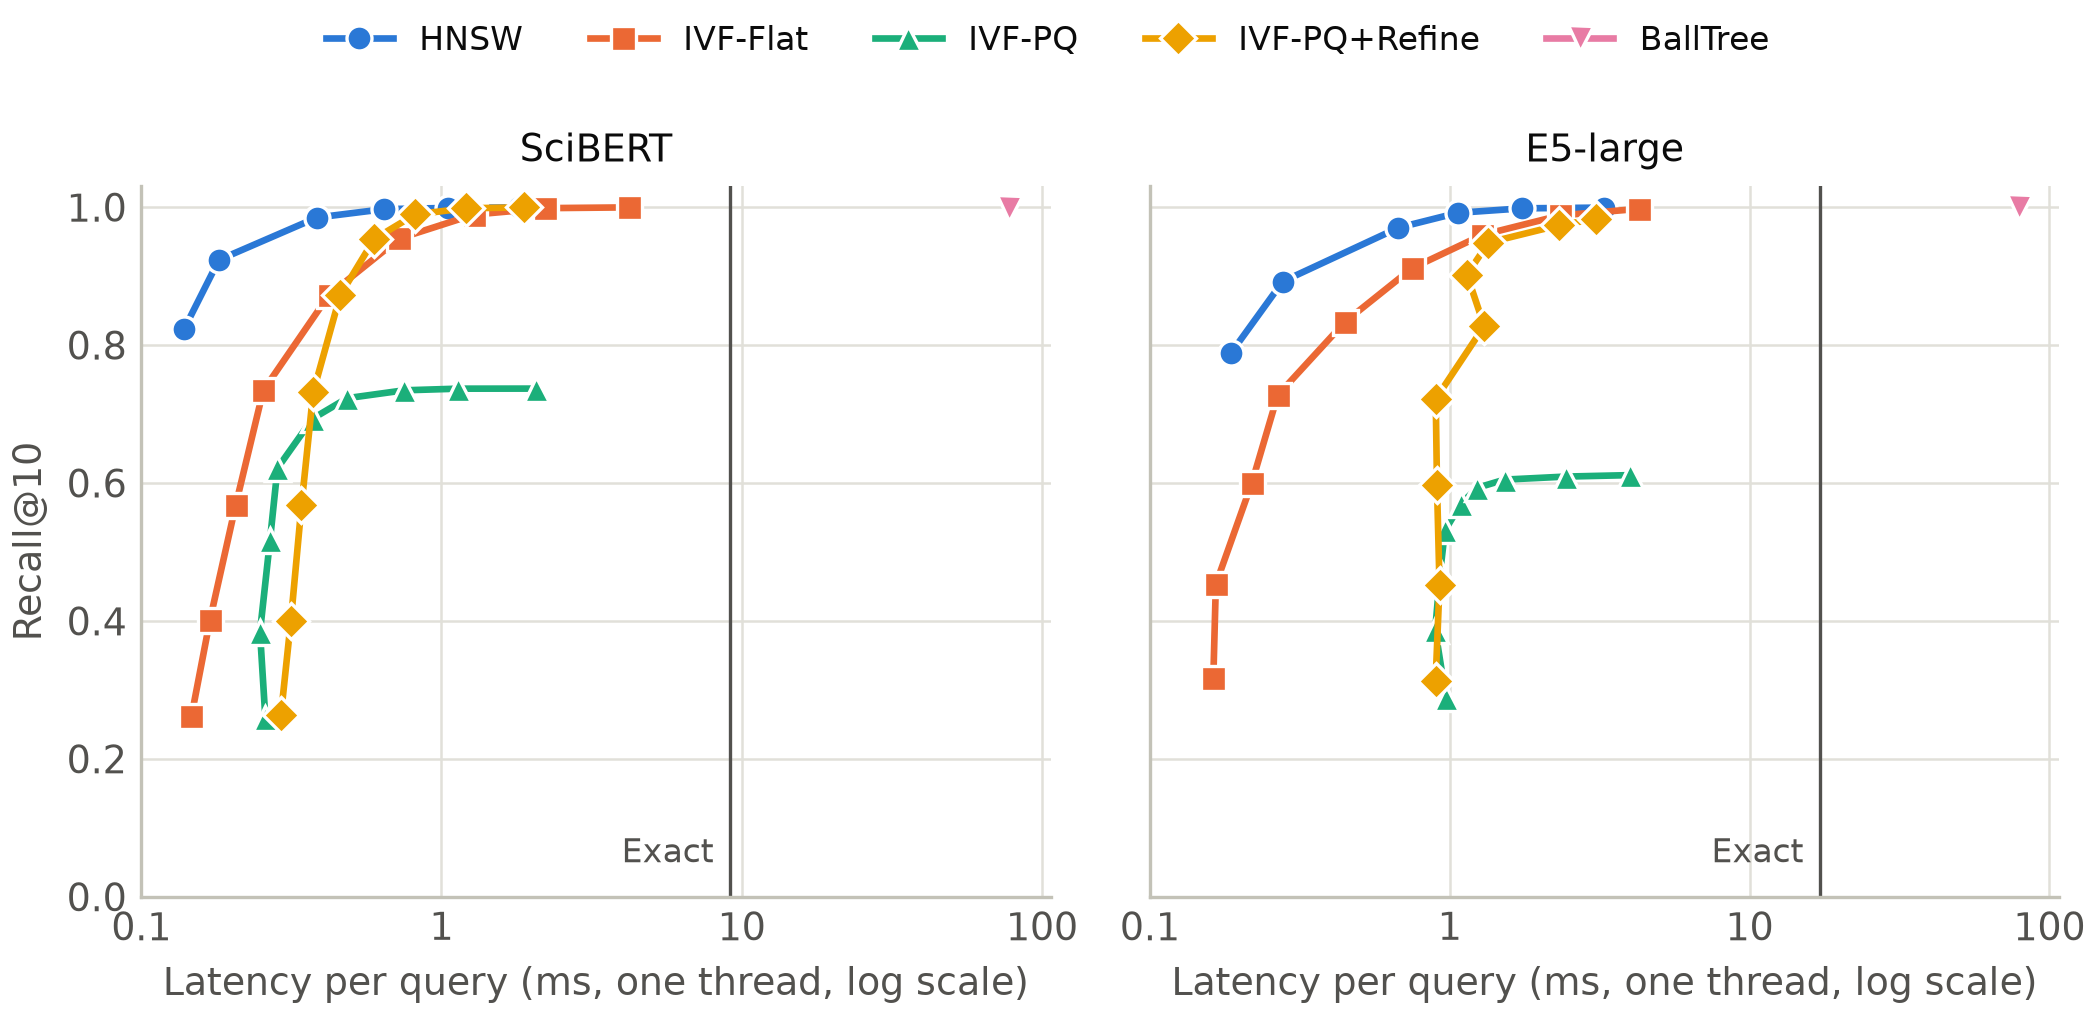 HNSW IVF-Flat IVF-PQ IVF-PQ+Refine BallTree
SciBERT
E5-large
Recall@10
1.0
0.8
0.6
0.4
0.2
0.0
Exact
Exact
0.1 1 10 100
0.1 1 10 100
Latency per query (ms, one thread, log scale)
Latency per query (ms, one thread, log scale)